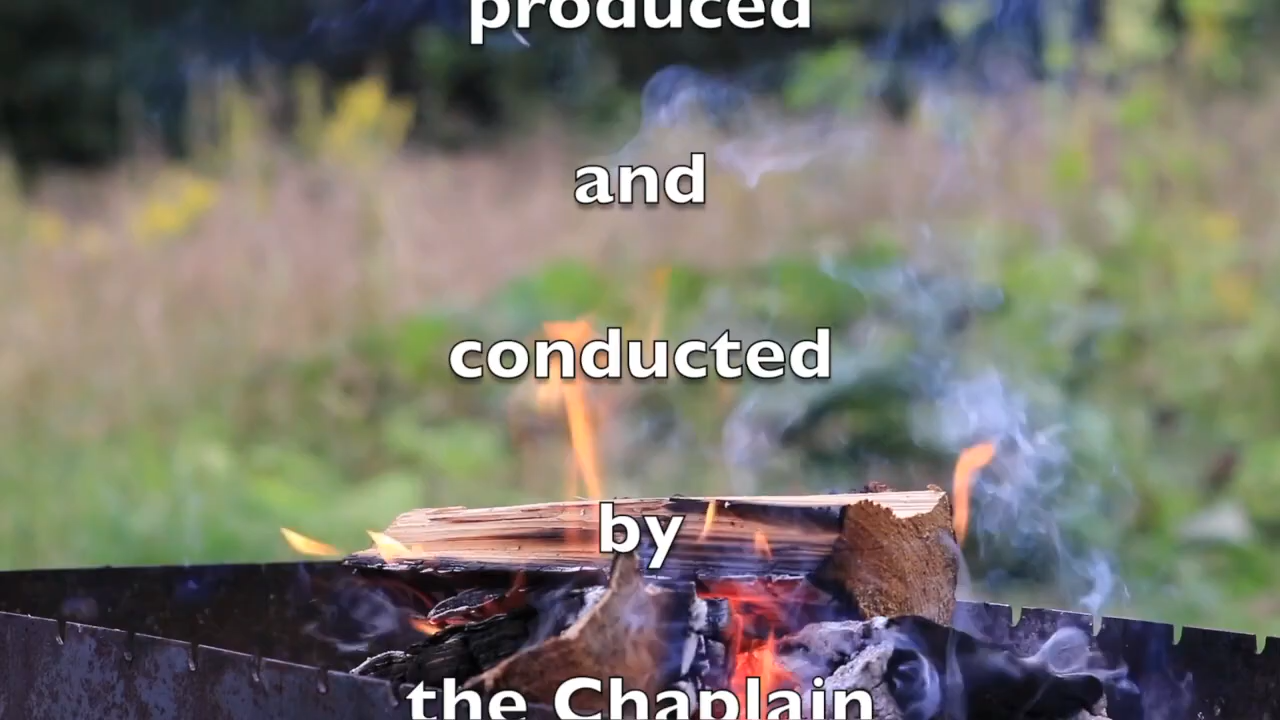 produced
and
conducted
by
the Chaplain